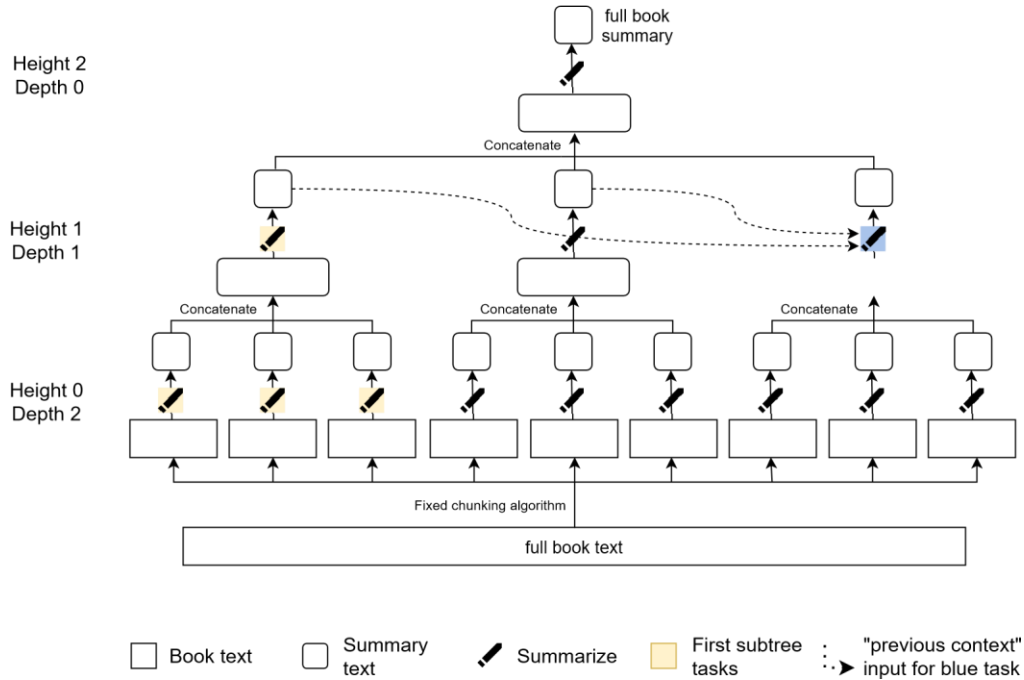 full book
summary
Height 2
Depth 0
Concatenate
Height 1
Depth 1
Concatenate
Concatenate
Concatenate
Height 0
Depth 2
Fixed chunking algorithm
full book text
Book text
Summary
text
Summarize
First subtree
tasks
"previous context"
input for blue task